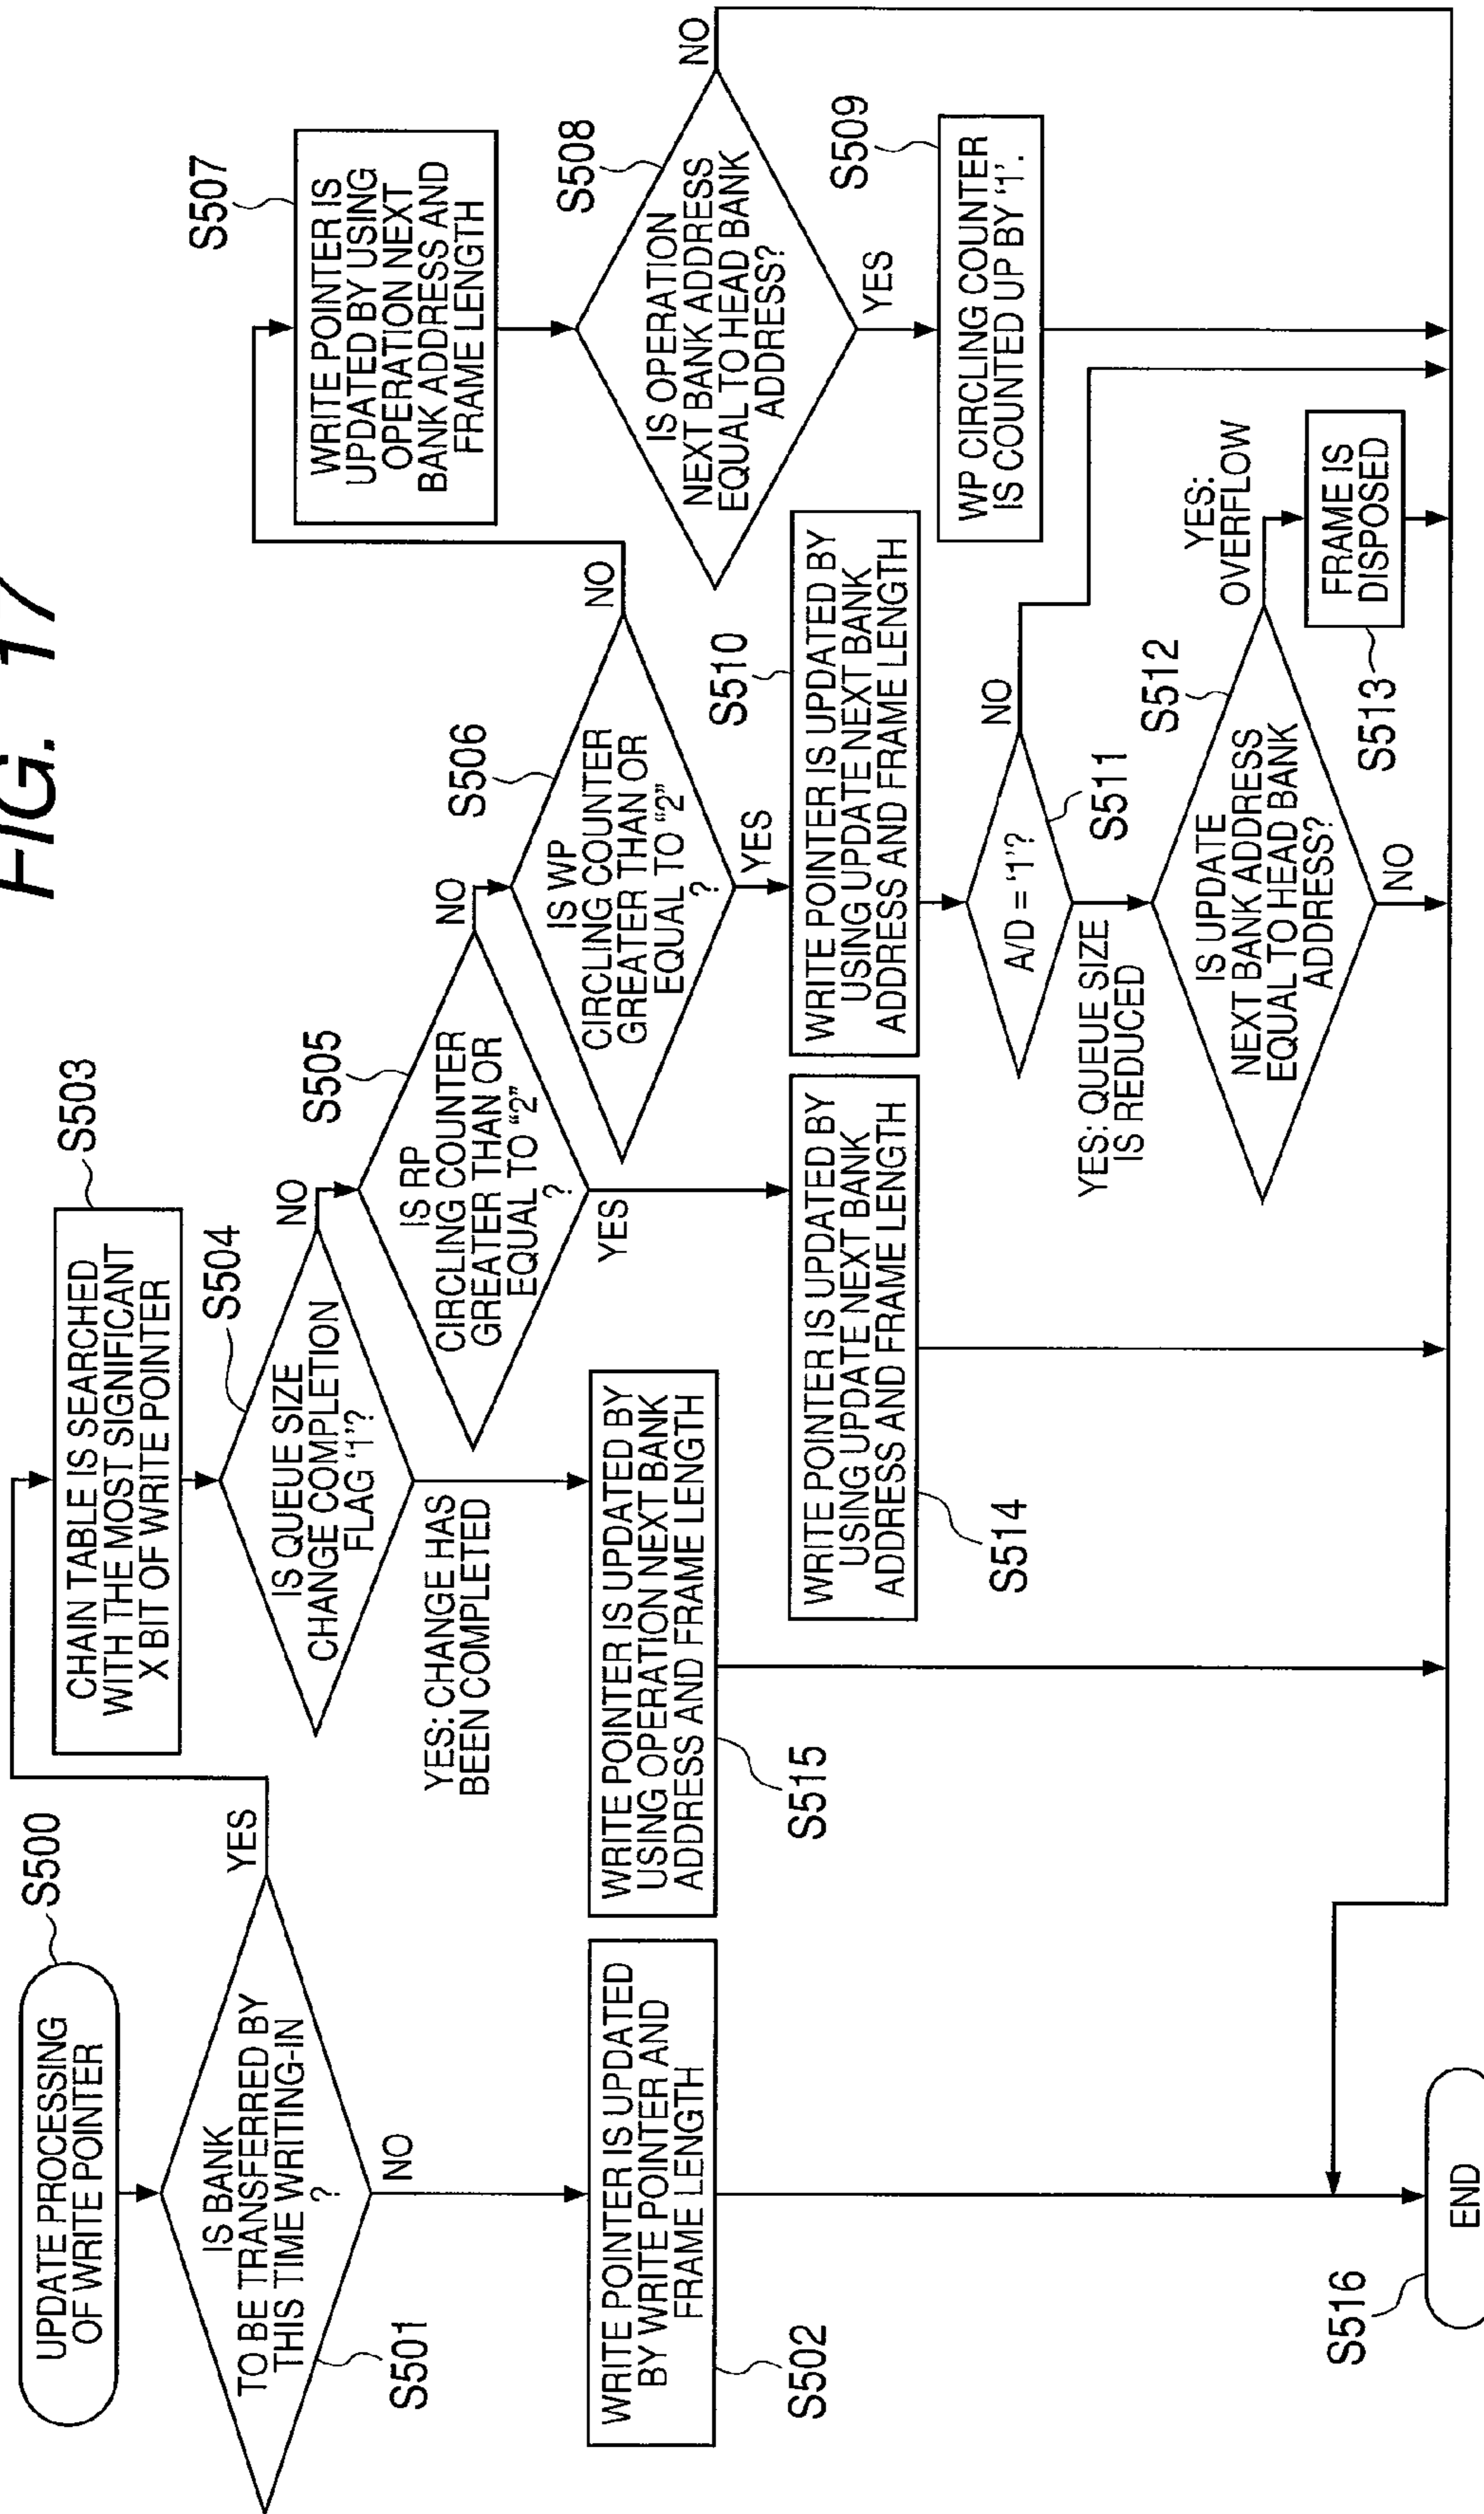 FIG. 17
S500
UPDATE PROCESSING
OF WRITE POINTER
IS BANK
TO BE TRANSFERRED BY
THIS TIME WRITING-IN
?
S501
YES
NO
WRITE POINTER IS UPDATED
BY WRITE POINTER AND
FRAME LENGTH
S502
S503
CHAIN TABLE IS SEARCHED
WITH THE MOST SIGNIFICANT
X BIT OF WRITE POINTER
S504
IS QUEUE SIZE
CHANGE COMPLETION
FLAG "1"?
NO
YES: CHANGE HAS
BEEN COMPLETED
WRITE POINTER IS UPDATED BY
USING OPERATION NEXT BANK
ADDRESS AND FRAME LENGTH
S515
S505
IS RP
CIRCLING COUNTER
GREATER THAN OR
EQUAL TO "2"
?
NO
YES
WRITE POINTER IS UPDATED BY
USING UPDATE NEXT BANK
ADDRESS AND FRAME LENGTH
S514
S506
IS WP
CIRCLING COUNTER
GREATER THAN OR
EQUAL TO "2"
?
NO
YES
S510
WRITE POINTER IS UPDATED BY
USING UPDATE NEXT BANK
ADDRESS AND FRAME LENGTH
A/D = '1'?
NO
S511
YES: QUEUE SIZE
IS REDUCED
S512
IS UPDATE
NEXT BANK ADDRESS
EQUAL TO HEAD BANK
ADDRESS?
NO
YES:
OVERFLOW
FRAME IS
DISPOSED
S513
S507
WRITE POINTER IS
UPDATED BY USING
OPERATION NEXT
BANK ADDRESS AND
FRAME LENGTH
S508
IS OPERATION
NEXT BANK ADDRESS
EQUAL TO HEAD BANK
ADDRESS?
NO
YES
S509
WP CIRCLING COUNTER
IS COUNTED UP BY '1'.
S516
END